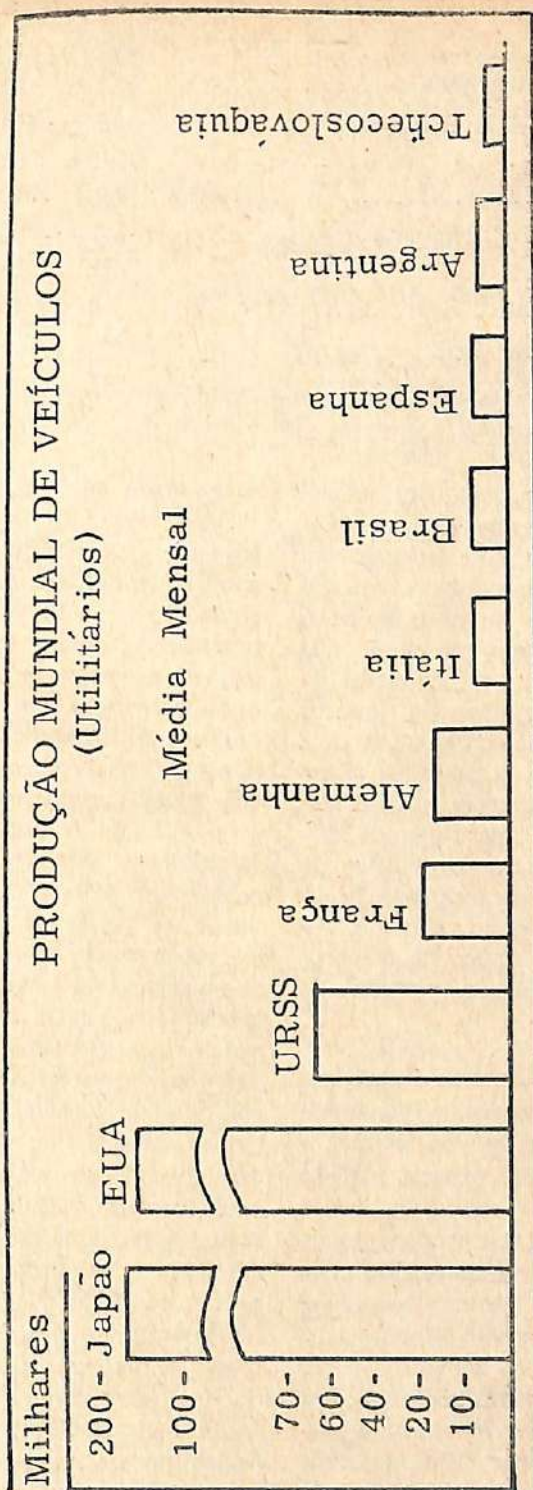 PRODUÇÃO MUNDIAL DE VEÍCULOS
(Utilitários)
Média Mensal
Milhares
200-
100-
70-
60-
40-
20-
10-
Japão
EUA
URSS
França
Alemanha
Itália
Brasil
Espanha
Argentina
Tchecoslováquia